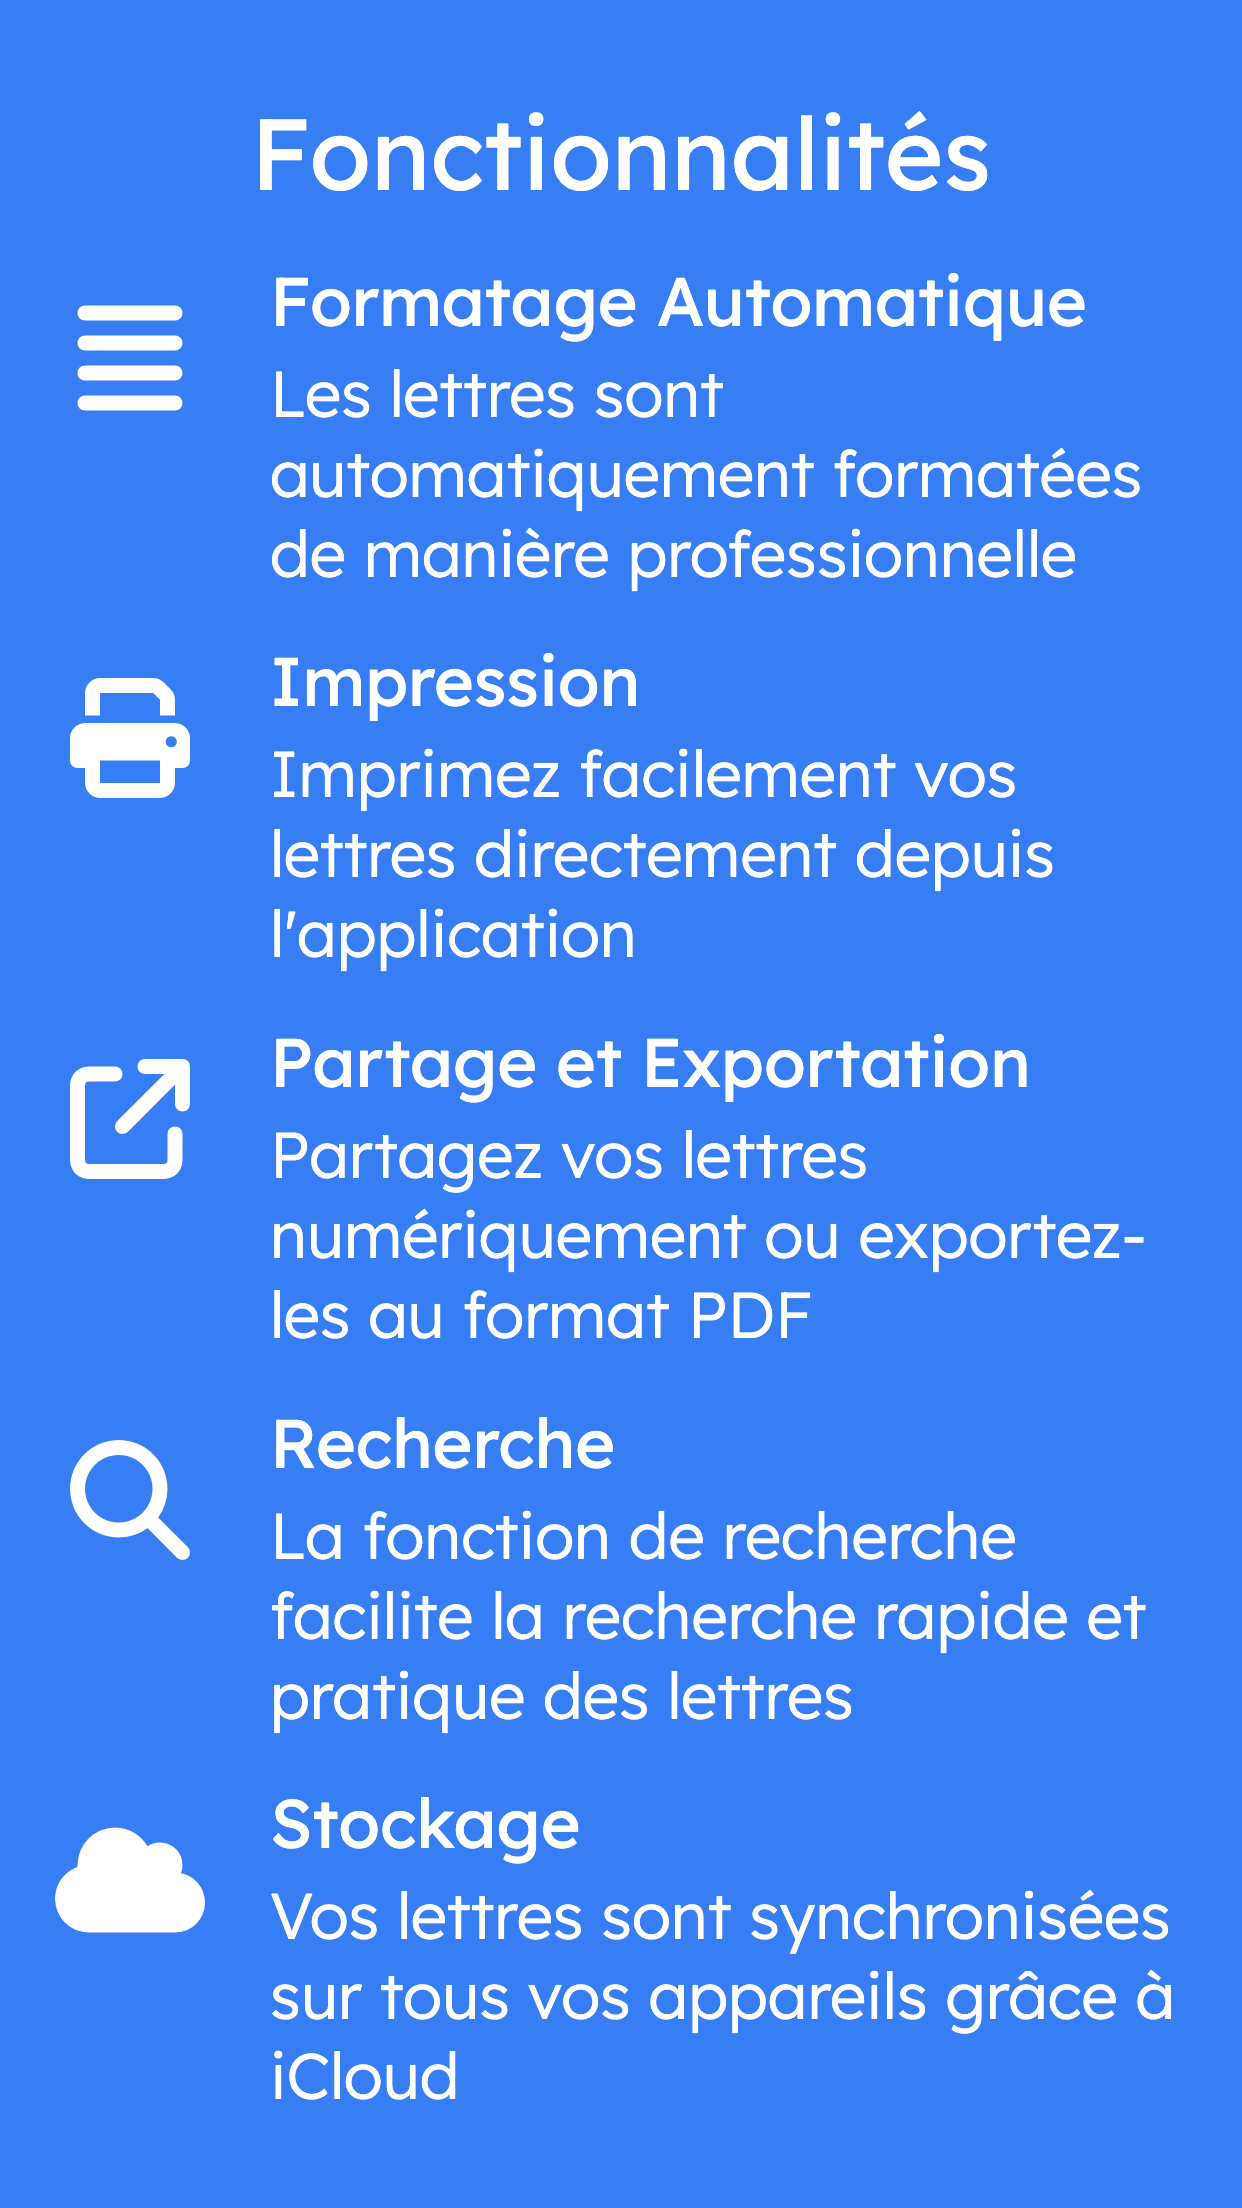 Fonctionnalités
Formatage Automatique
Les lettres sont
automatiquement formatées
de manière professionnelle
Impression
Imprimez facilement vos
lettres directement depuis
l'application
Partage et Exportation
Partagez vos lettres
numériquement ou exportez-
les au format PDF
Recherche
La fonction de recherche
facilite la recherche rapide et
pratique des lettres
Stockage
Vos lettres sont synchronisées
sur tous vos appareils grâce à
iCloud